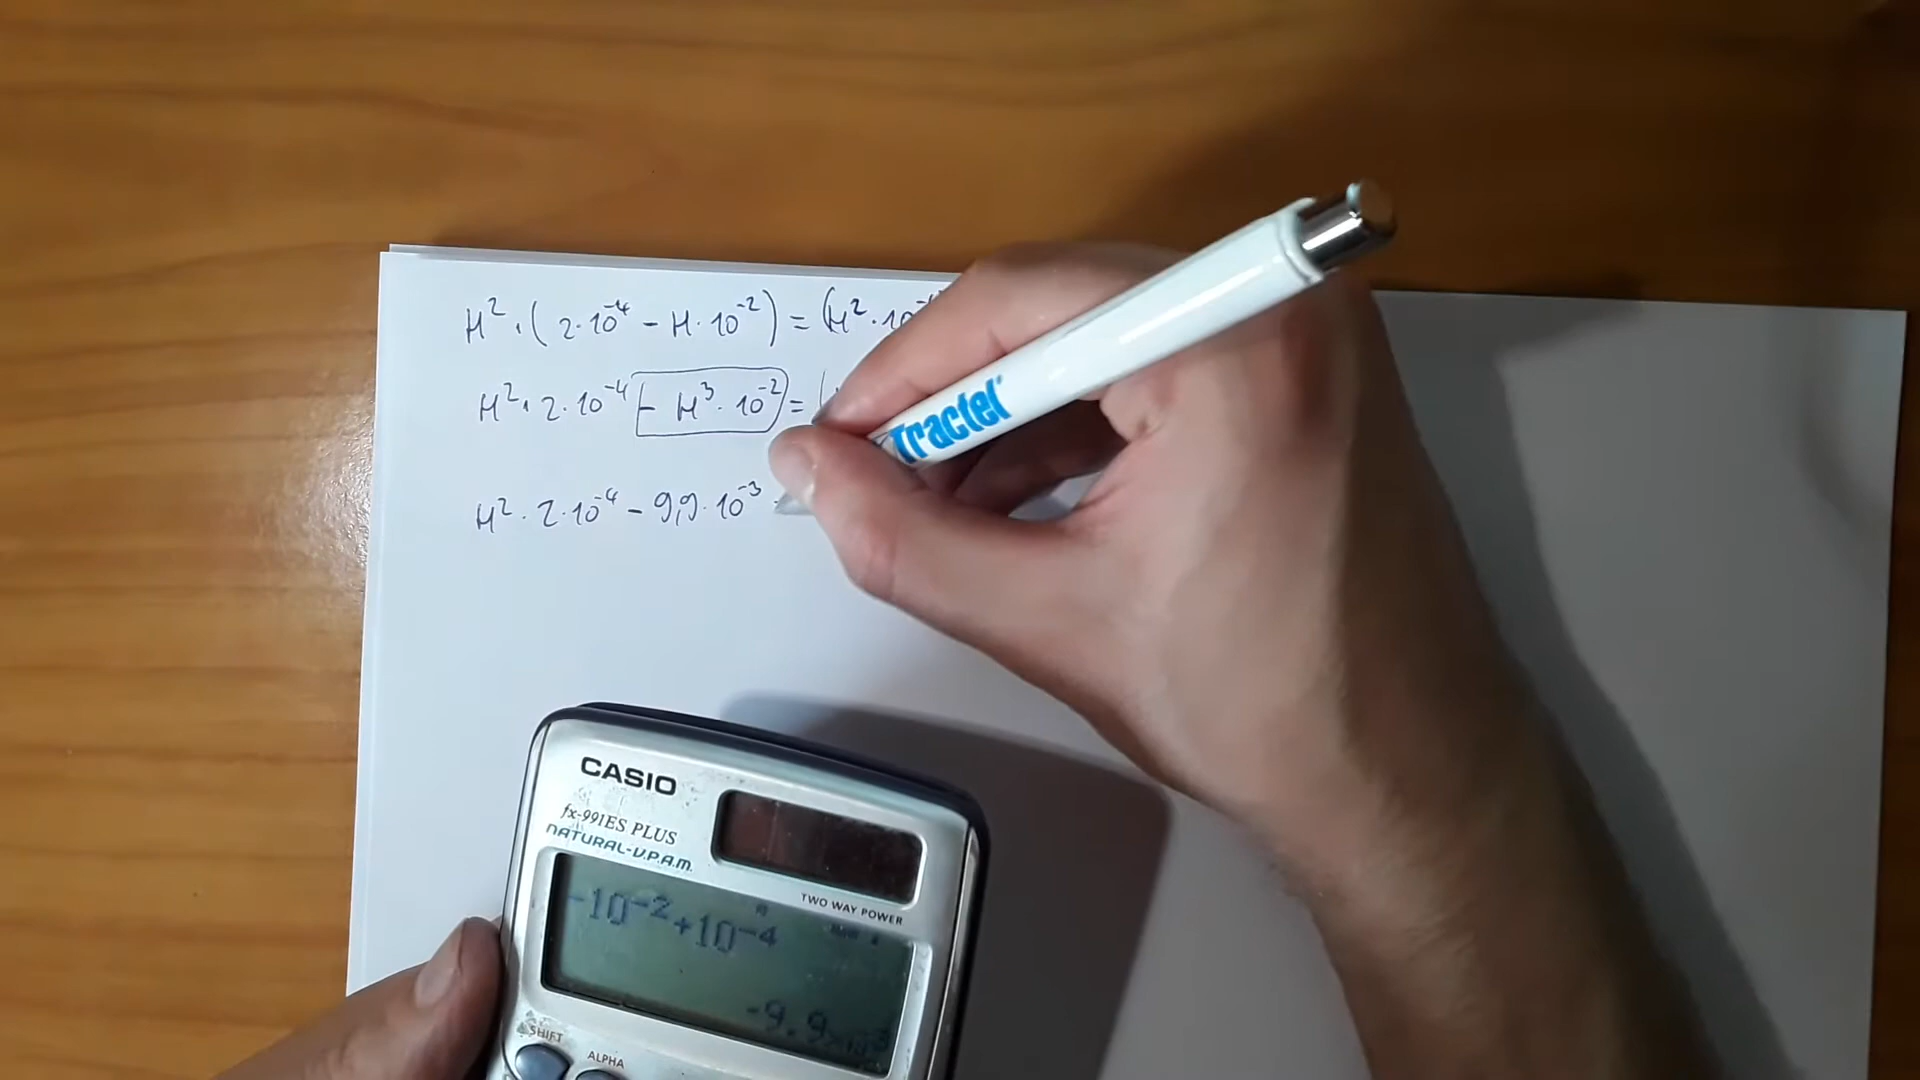 H² · ( 2·10⁻⁴ – H·10⁻² ) = (H² · 10
H² · 2·10⁻⁴ – H³ · 10⁻² =
H² · 2·10⁻⁴ – 9,9·10⁻³
Tractel
CASIO
fx-991ES PLUS
NATURAL-V.P.A.M.
TWO WAY POWER
-10⁻²+10⁻⁴
-9.9×10⁻³
SHIFT
ALPHA